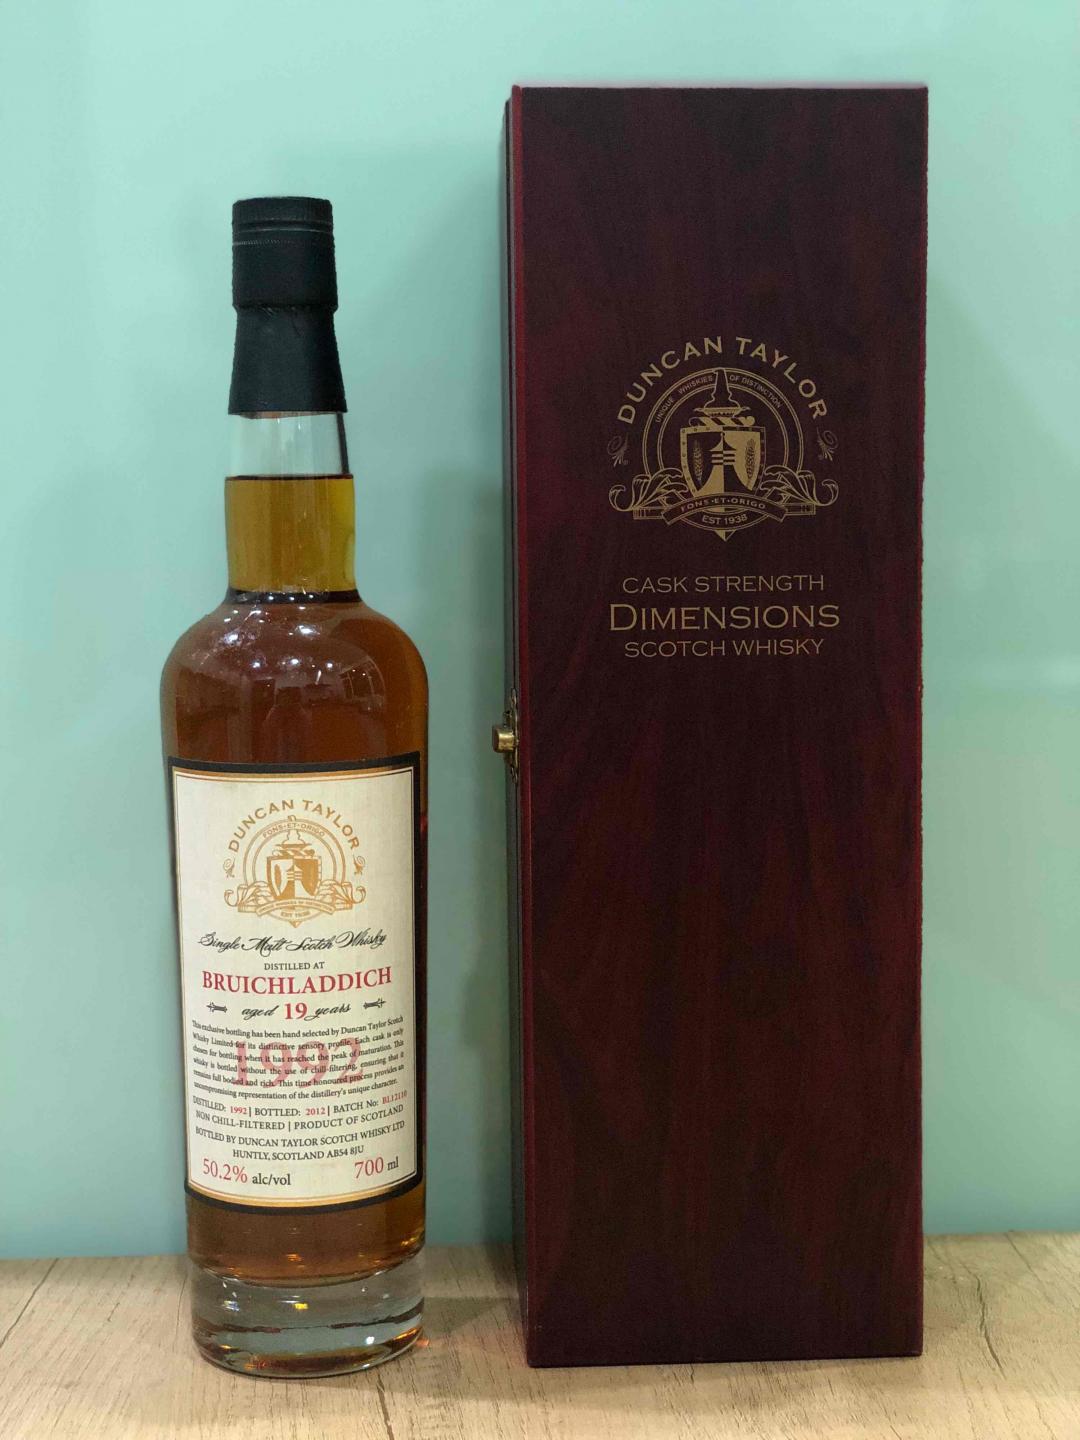 DUNCAN TAYLOR
FONS·ET·ORIGO
UNIQUE WHISKIES OF DISTINCTION
EST 1938
Single Malt Scotch Whisky
DISTILLED AT
BRUICHLADDICH
aged 19 years
1992
This exclusive bottling has been hand selected by Duncan Taylor Scotch
Whisky Limited for its distinctive sensory profile. Each cask is only
chosen for bottling when it has reached the peak of maturation. This
whisky is bottled without the use of chill-filtering, ensuring that it
remains full bodied and rich. This time honoured process provides an
uncompromising representation of the distillery's unique character.
DISTILLED: 1992 | BOTTLED: 2012 | BATCH No: BL12110
NON CHILL-FILTERED | PRODUCT OF SCOTLAND
BOTTLED BY DUNCAN TAYLOR SCOTCH WHISKY LTD
HUNTLY, SCOTLAND AB54 8JU
50.2% alc/vol 700 ml
DUNCAN TAYLOR
UNIQUE WHISKIES OF DISTINCTION
FONS·ET·ORIGO
EST 1938
CASK STRENGTH
DIMENSIONS
SCOTCH WHISKY